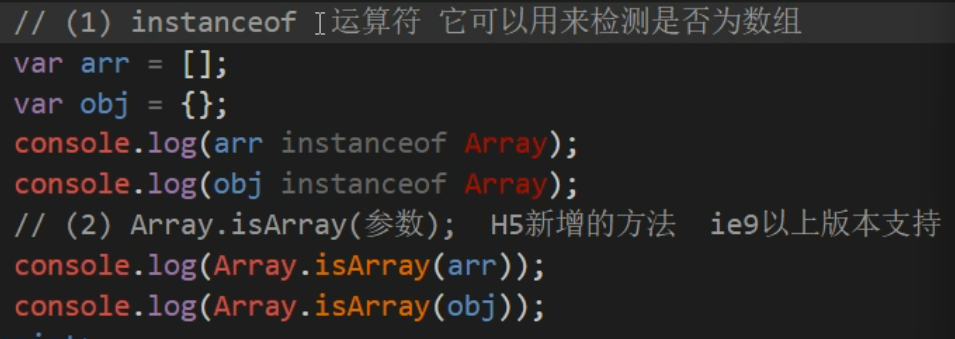 // (1) instanceof 运算符 它可以用来检测是否为数组
var arr = [];
var obj = {};
console.log(arr instanceof Array);
console.log(obj instanceof Array);
// (2) Array.isArray(参数); H5新增的方法 ie9以上版本支持
console.log(Array.isArray(arr));
console.log(Array.isArray(obj));